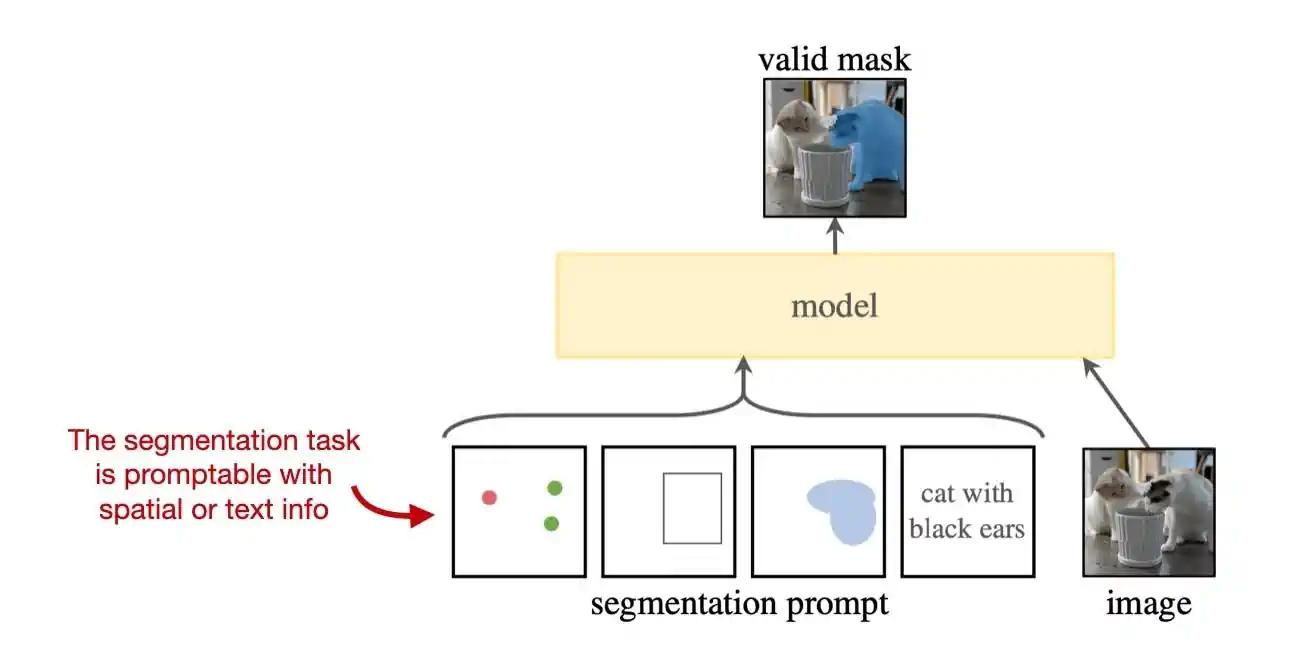 valid mask
model
The segmentation task
is promptable with
spatial or text info
cat with
black ears
segmentation prompt
image